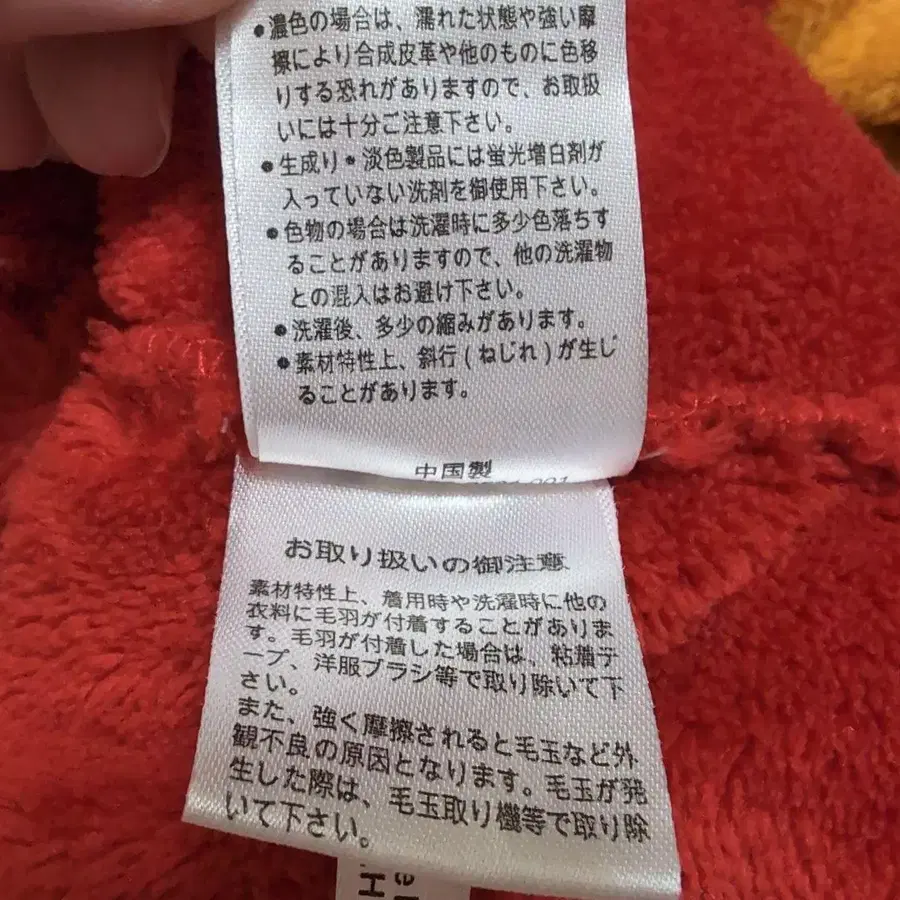 ●濃色の場合は、濡れた状態や強い摩
擦により合成皮革や他のものに色移
りする恐れがありますので、お取扱
いには十分ご注意下さい。
●生成り●淡色製品には蛍光増白剤が
入っていない洗剤を御使用下さい。
●色物の場合は洗濯時に多少色落ちす
ることがありますので、他の洗濯物
との混入はお避け下さい。
●洗濯後、多少の縮みがあります。
●素材特性上、斜行(ねじれ)が生じ
ることがあります。
中国製
お取り扱いの御注意
素材特性上、着用時や洗濯時に他の
衣料に毛羽が付着することがありま
す。毛羽が付着した場合は、粘着テ
ープ、洋服ブラシ等で取り除いて下
さい。
また、強く摩擦されると毛玉など外
観不良の原因となります。毛玉が発
生した際は、毛玉取り機等で取り除
いて下さい。